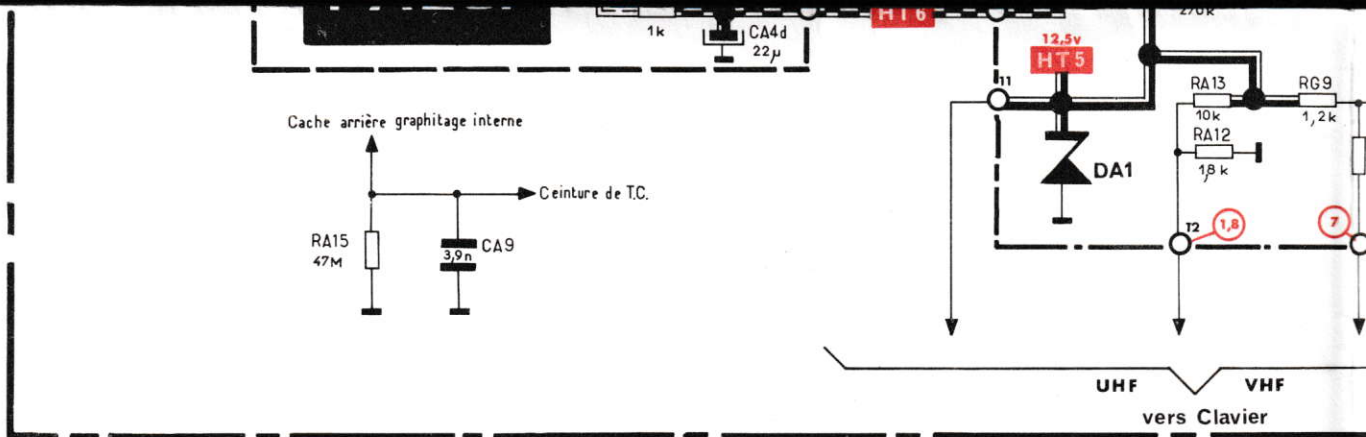 HT6
270k
1k
CA4d
22µ
12,5v
HT5
11
RA13
10k
RG9
1,2k
RA12
1,8k
DA1
Cache arrière graphitage interne
Ceinture de T.C.
RA15
47M
CA9
3,9n
T2
1,8
7
UHF
VHF
vers Clavier